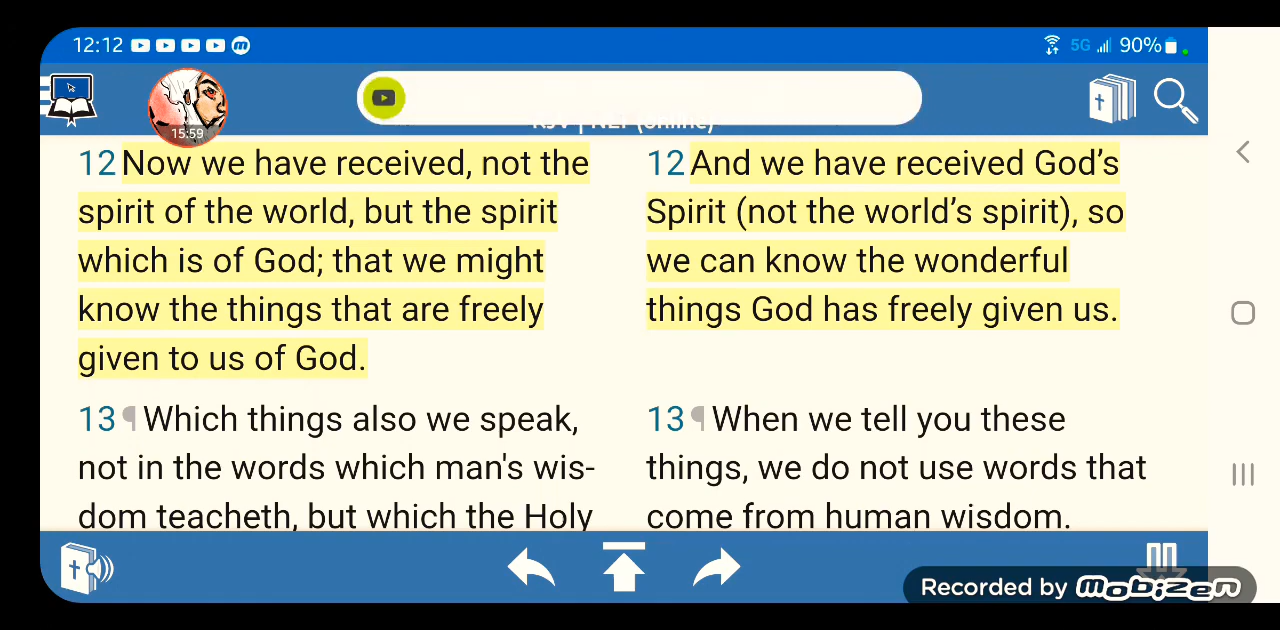 12:12
5G 90%
15:59
KJV | NLT (online)
12 Now we have received, not the
spirit of the world, but the spirit
which is of God; that we might
know the things that are freely
given to us of God.
13 ¶ Which things also we speak,
not in the words which man's wis-
dom teacheth, but which the Holy
12 And we have received God’s
Spirit (not the world’s spirit), so
we can know the wonderful
things God has freely given us.
13 ¶ When we tell you these
things, we do not use words that
come from human wisdom.
Recorded by mobizen